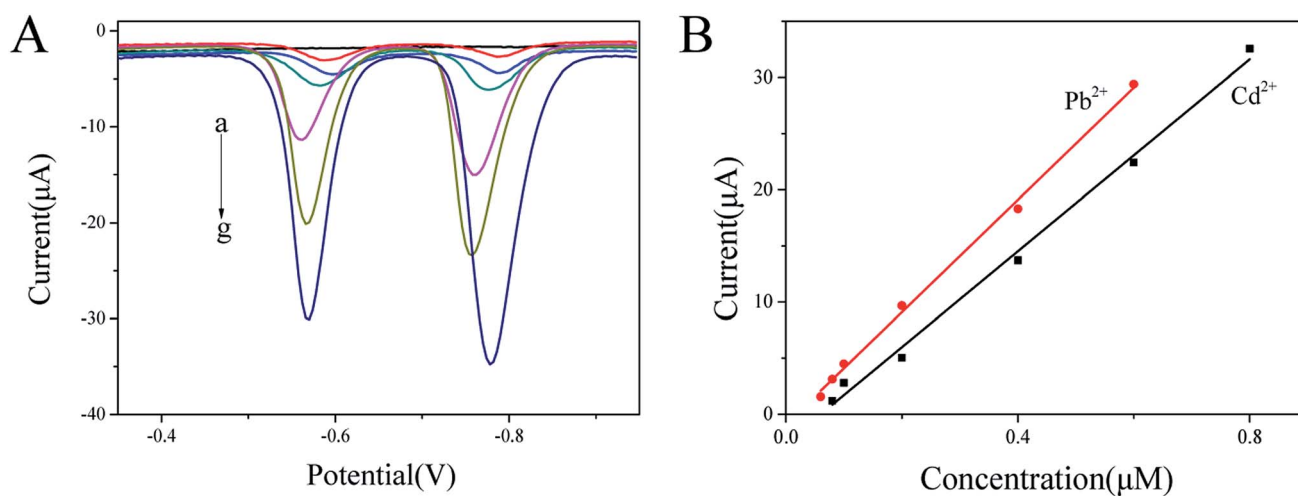 A
0
-10
-20
-30
-40
Current(μA)
a
g
-0.4
-0.6
-0.8
Potential(V)
B
30
20
10
0
Current(μA)
Pb²⁺
Cd²⁺
0.0
0.4
0.8
Concentration(μM)